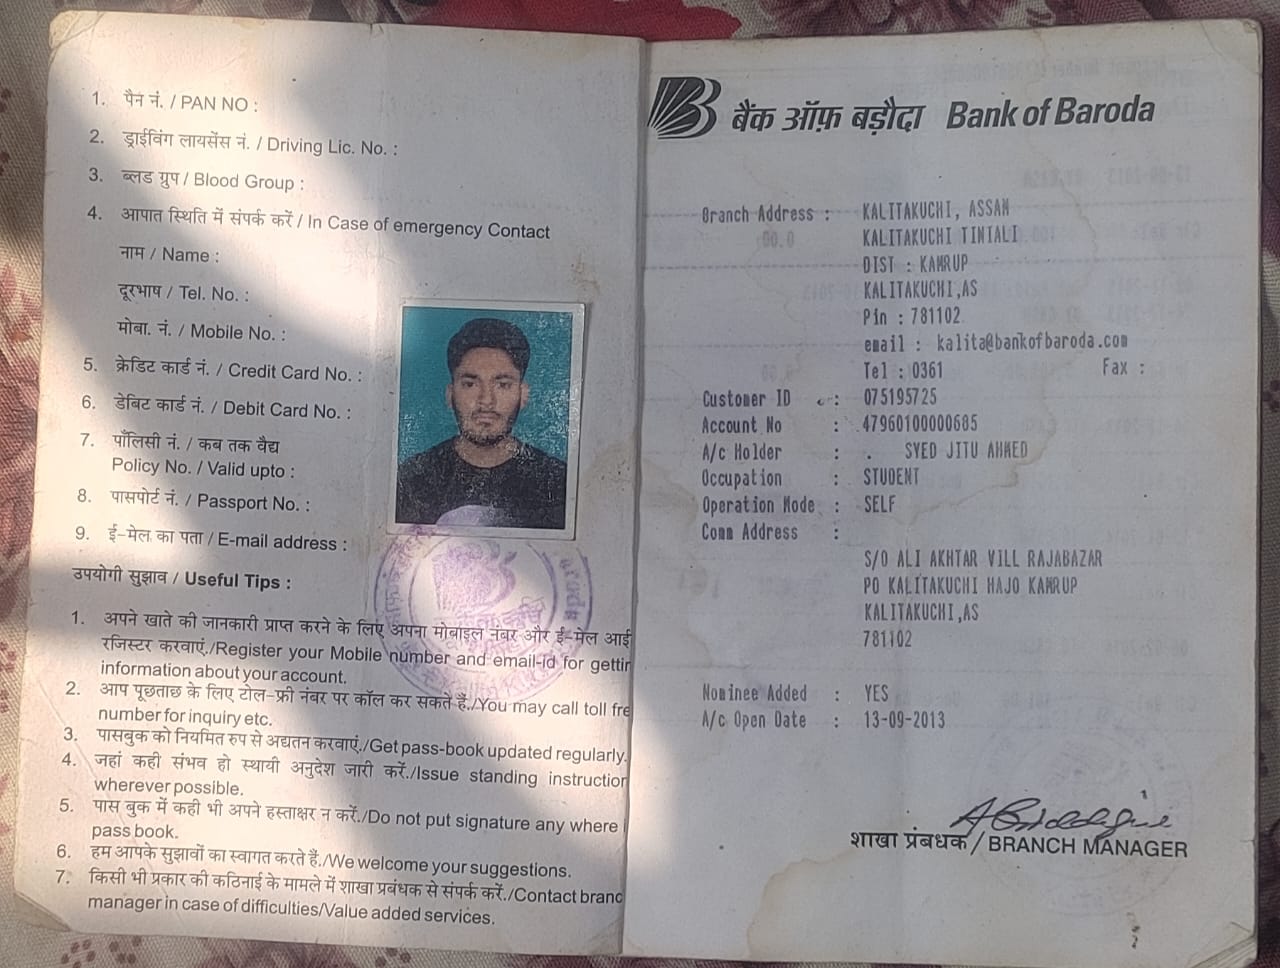 1. पैन नं. / PAN NO :
2. ड्राईविंग लायसेंस नं. / Driving Lic. No. :
3. ब्लड ग्रुप / Blood Group :
4. आपात स्थिति में संपर्क करें / In Case of emergency Contact
नाम / Name :
दूरभाष / Tel. No. :
मोबा. नं. / Mobile No. :
5. क्रेडिट कार्ड नं. / Credit Card No. :
6. डेबिट कार्ड नं. / Debit Card No. :
7. पॉलिसी नं. / कब तक वैद्य
Policy No. / Valid upto :
8. पासपोर्ट नं. / Passport No. :
9. ई-मेल का पता / E-mail address :
उपयोगी सुझाव / Useful Tips :
1. अपने खाते की जानकारी प्राप्त करने के लिए अपना मोबाइल नंबर और ई-मेल आई
रजिस्टर करवाएं./Register your Mobile number and email-id for gettin
information about your account.
2. आप पूछताछ के लिए टोल-फ्री नंबर पर कॉल कर सकते हैं./You may call toll fre
number for inquiry etc.
3. पासबुक को नियमित रुप से अद्यतन करवाएं./Get pass-book updated regularly.
4. जहां कही संभव हो स्थायी अनुदेश जारी करें./Issue standing instruction
wherever possible.
5. पास बुक में कही भी अपने हस्ताक्षर न करें./Do not put signature any where
pass book.
6. हम आपके सुझावों का स्वागत करते हैं./We welcome your suggestions.
7. किसी भी प्रकार की कठिनाई के मामले में शाखा प्रबंधक से संपर्क करें./Contact branc
manager in case of difficulties/Value added services.
बैंक ऑफ़ बड़ौदा Bank of Baroda
Branch Address : KALITAKUCHI, ASSAM
KALITAKUCHI TINIALI
DIST : KAMRUP
KALITAKUCHI,AS
Pin : 781102
email : kalita@bankofbaroda.com
Tel : 0361 Fax :
Customer ID : 075195725
Account No : 47960100000685
A/c Holder : . SYED JITU AHMED
Occupation : STUDENT
Operation Mode : SELF
Comm Address :
S/O ALI AKHTAR VILL RAJABAZAR
PO KALITAKUCHI HAJO KAMRUP
KALITAKUCHI,AS
781102
Nominee Added : YES
A/c Open Date : 13-09-2013
शाखा प्रबंधक / BRANCH MANAGER